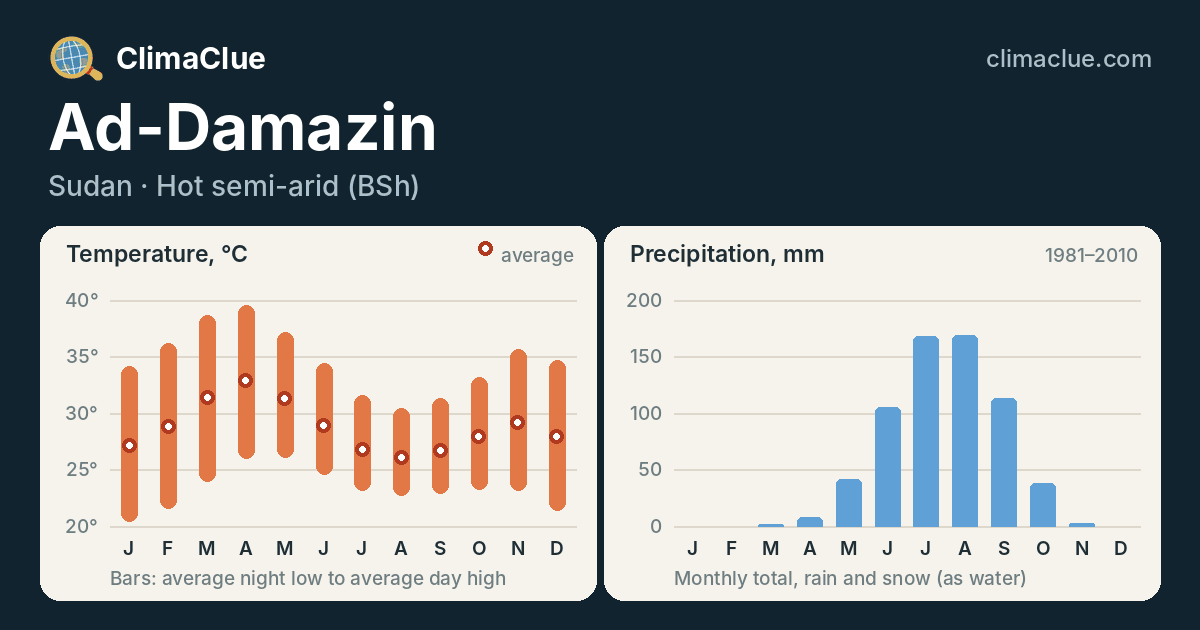 ClimaClue
climaclue.com
Ad-Damazin
Sudan · Hot semi-arid (BSh)
Temperature, °C
average
40°
35°
30°
25°
20°
J F M A M J J A S O N D
Bars: average night low to average day high
Precipitation, mm
1981–2010
200
150
100
50
0
J F M A M J J A S O N D
Monthly total, rain and snow (as water)